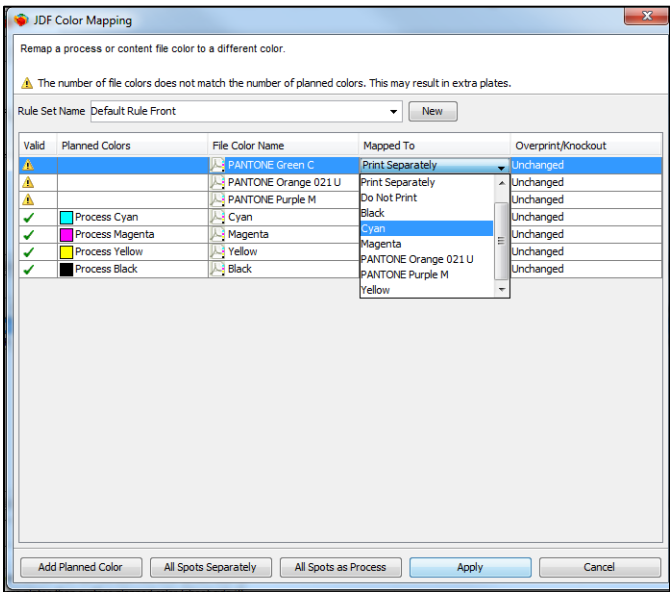 JDF Color Mapping
Remap a process or content file color to a different color.
The number of file colors does not match the number of planned colors. This may result in extra plates.
Rule Set Name Default Rule Front New
Valid Planned Colors File Color Name Mapped To Overprint/Knockout
PANTONE Green C Print Separately Unchanged
PANTONE Orange 021 U Print Separately Unchanged
PANTONE Purple M Do Not Print Unchanged
Process Cyan Cyan Black Unchanged
Cyan
Process Magenta Magenta Magenta Unchanged
Process Yellow Yellow PANTONE Orange 021 U Unchanged
Process Black Black PANTONE Purple M Unchanged
Yellow
Add Planned Color All Spots Separately All Spots as Process Apply Cancel